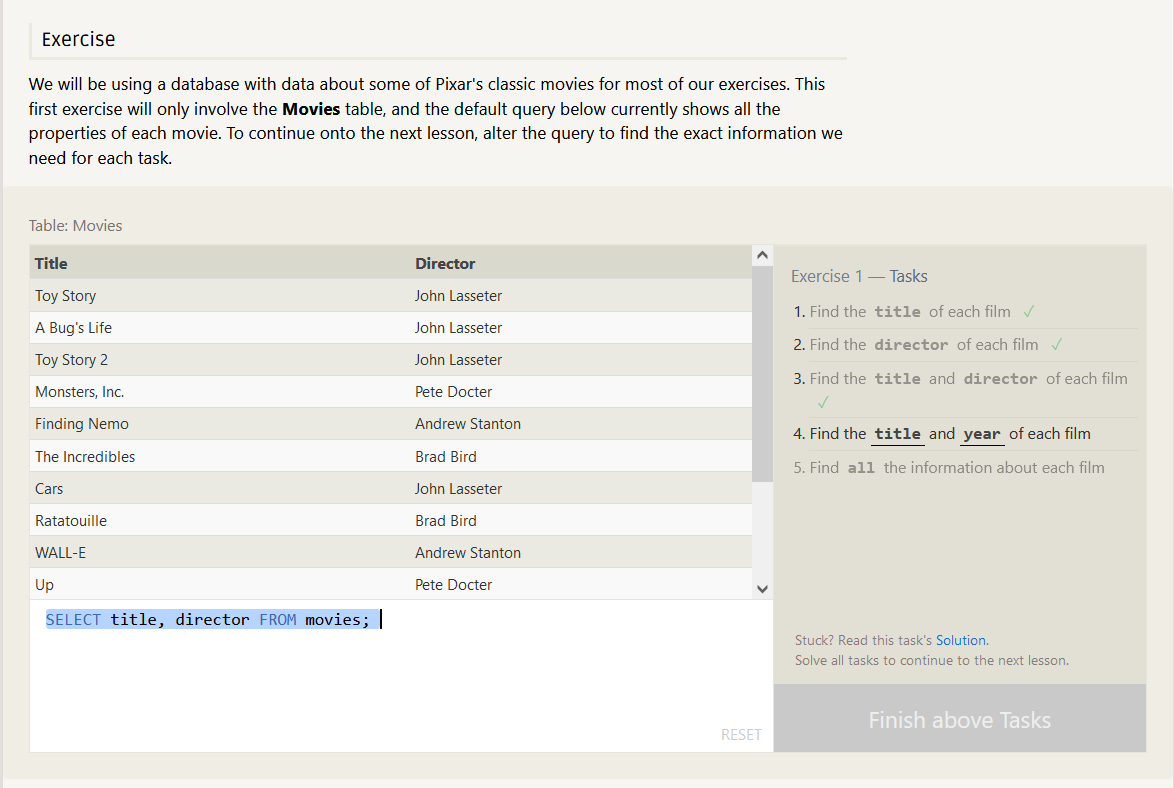 Exercise
We will be using a database with data about some of Pixar's classic movies for most of our exercises. This
first exercise will only involve the Movies table, and the default query below currently shows all the
properties of each movie. To continue onto the next lesson, alter the query to find the exact information we
need for each task.
Table: Movies
Title Director
Toy Story John Lasseter
A Bug's Life John Lasseter
Toy Story 2 John Lasseter
Monsters, Inc. Pete Docter
Finding Nemo Andrew Stanton
The Incredibles Brad Bird
Cars John Lasseter
Ratatouille Brad Bird
WALL-E Andrew Stanton
Up Pete Docter
SELECT title, director FROM movies;
RESET
Exercise 1 — Tasks
1. Find the title of each film ✓
2. Find the director of each film ✓
3. Find the title and director of each film
✓
4. Find the title and year of each film
5. Find all the information about each film
Stuck? Read this task's Solution.
Solve all tasks to continue to the next lesson.
Finish above Tasks